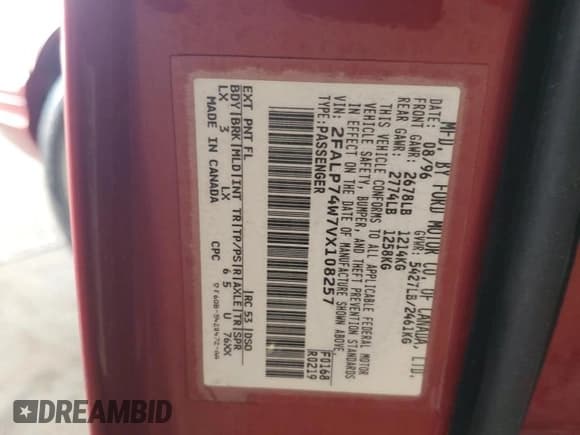 MFD. BY FORD MOTOR CO. OF CANADA, LTD.
DATE: 08/96 GVWR: 5427LB/2461KG
FRONT GAWR: 2678LB 1214KG
REAR GAWR: 2774LB 1258KG
THIS VEHICLE CONFORMS TO ALL APPLICABLE FEDERAL MOTOR
VEHICLE SAFETY, BUMPER, AND THEFT PREVENTION STANDARDS
IN EFFECT ON THE DATE OF MANUFACTURE SHOWN ABOVE.
VIN: 2FALP74W7VX108257
TYPE: PASSENGER
F0168
R0219
EXT PNT FL RC 53 DSO
BDY BRK MLD INT TR TP/PS R AXLE TR SPR
LX 3 LX 6 5 U 76XX
MADE IN CANADA CPC
DREAMBID